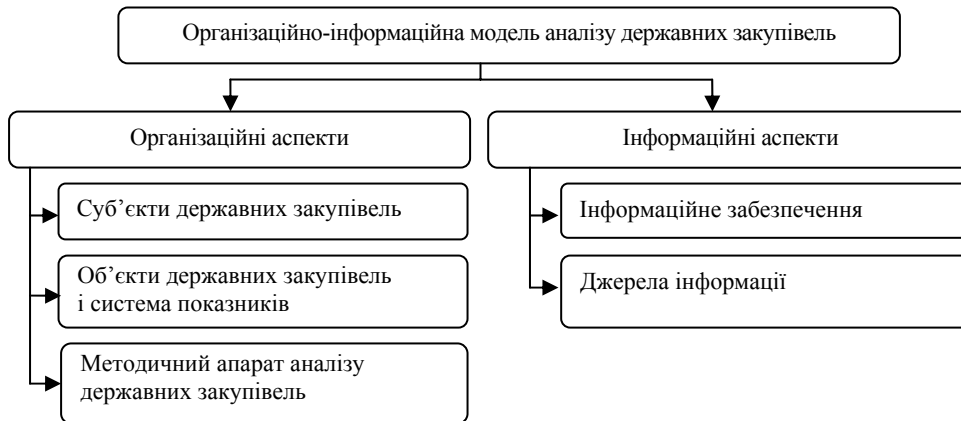 Організаційно-інформаційна модель аналізу державних закупівель
Організаційні аспекти
Суб’єкти державних закупівель
Об’єкти державних закупівель
і система показників
Методичний апарат аналізу
державних закупівель
Інформаційні аспекти
Інформаційне забезпечення
Джерела інформації